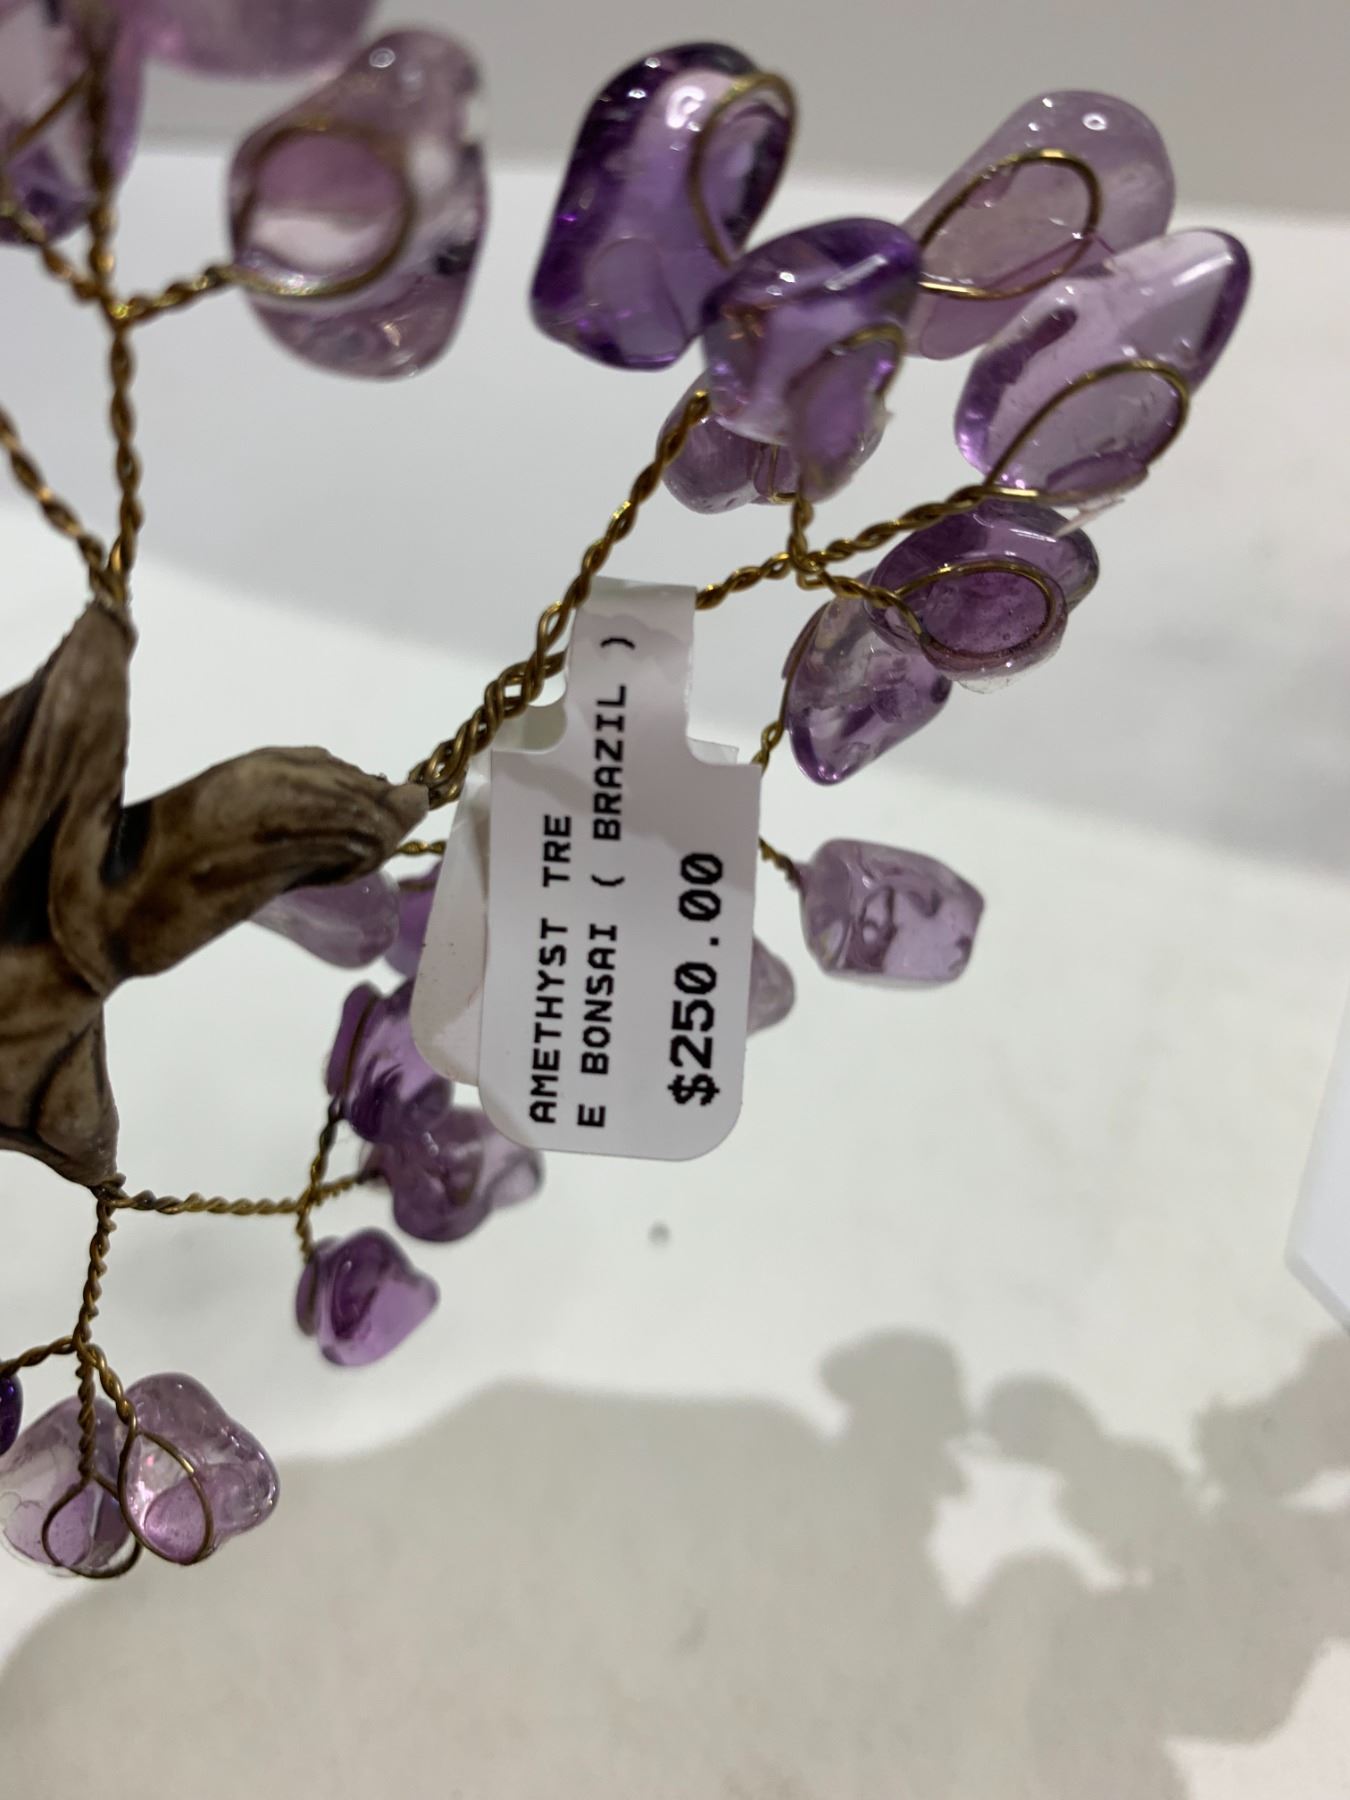 AMETHYST TRE
E BONSAI ( BRAZIL )
$250.00